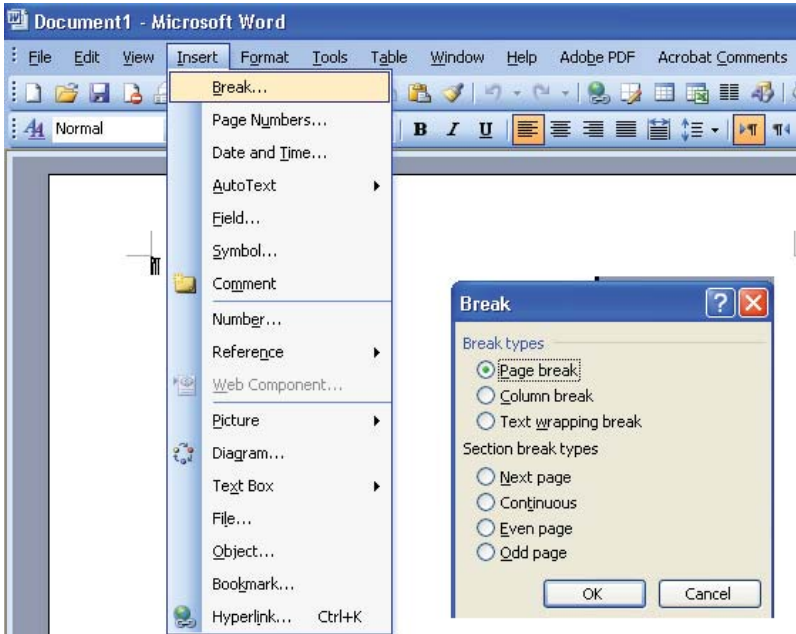 Document1 - Microsoft Word
File Edit View Insert Format Tools Table Window Help Adobe PDF Acrobat Comments
Normal B I U
Break...
Page Numbers...
Date and Time...
AutoText
Field...
Symbol...
Comment
Number...
Reference
Web Component...
Picture
Diagram...
Text Box
File...
Object...
Bookmark...
Hyperlink... Ctrl+K
Break
Break types
Page break
Column break
Text wrapping break
Section break types
Next page
Continuous
Even page
Odd page
OK Cancel